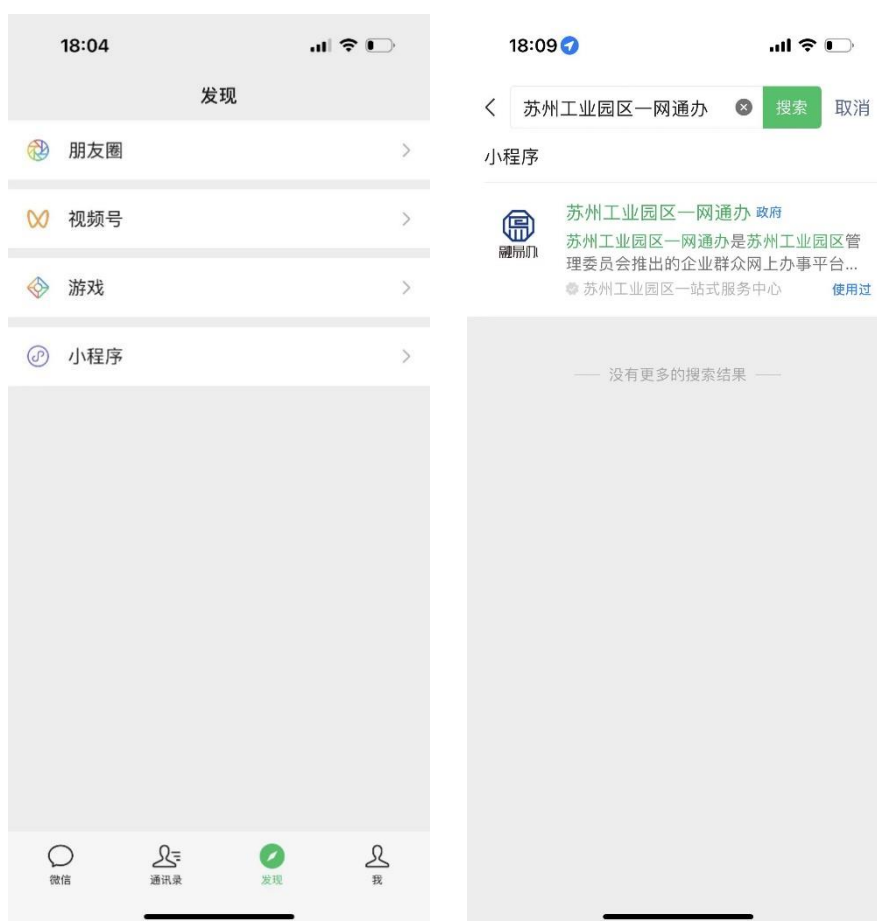 18:04
发现
朋友圈
视频号
游戏
小程序
微信
通讯录
发现
我
18:09
苏州工业园区一网通办
搜索
取消
小程序
苏州工业园区一网通办 政府
苏州工业园区一网通办是苏州工业园区管
理委员会推出的企业群众网上办事平台...
苏州工业园区一站式服务中心
使用过
没有更多的搜索结果